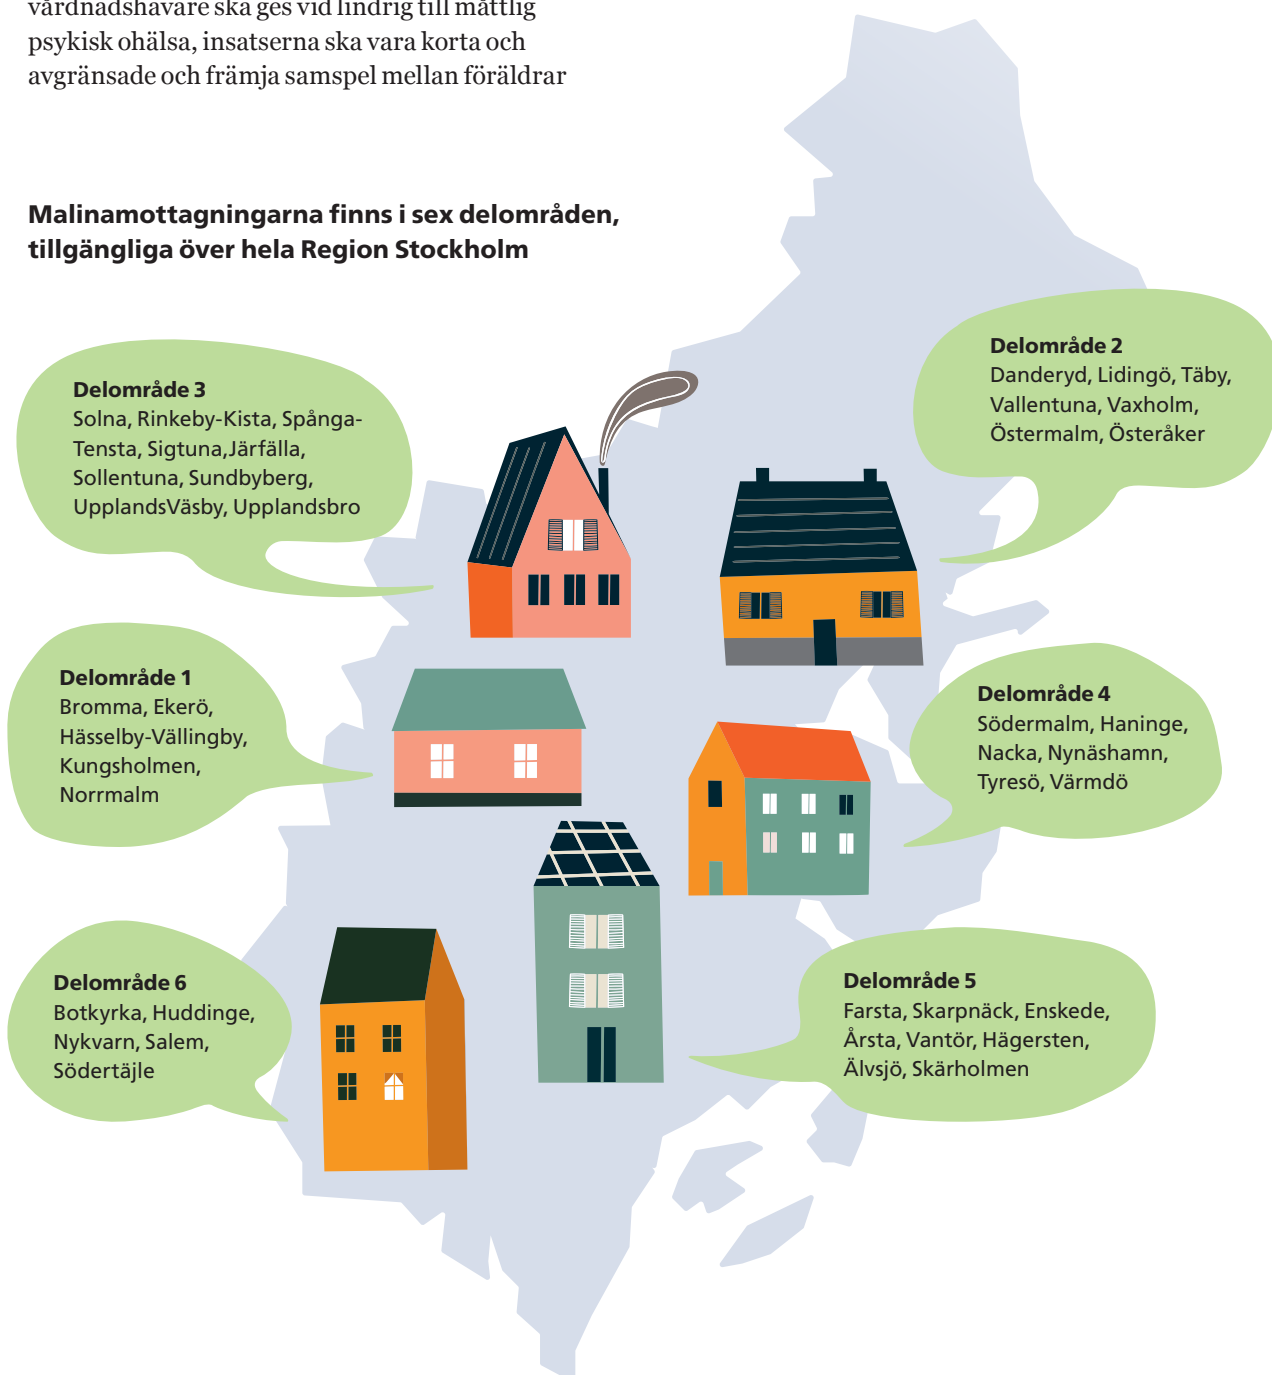 vårdnadshavare ska ges vid lindrig till måttlig
psykisk ohälsa, insatserna ska vara korta och
avgränsade och främja samspel mellan föräldrar
Malinamottagningarna finns i sex delområden,
tillgängliga över hela Region Stockholm
Delområde 3
Solna, Rinkeby-Kista, Spånga-
Tensta, Sigtuna,Järfälla,
Sollentuna, Sundbyberg,
UpplandsVäsby, Upplandsbro
Delområde 2
Danderyd, Lidingö, Täby,
Vallentuna, Vaxholm,
Östermalm, Österåker
Delområde 1
Bromma, Ekerö,
Hässelby-Vällingby,
Kungsholmen,
Norrmalm
Delområde 4
Södermalm, Haninge,
Nacka, Nynäshamn,
Tyresö, Värmdö
Delområde 6
Botkyrka, Huddinge,
Nykvarn, Salem,
Södertäjle
Delområde 5
Farsta, Skarpnäck, Enskede,
Årsta, Vantör, Hägersten,
Älvsjö, Skärholmen